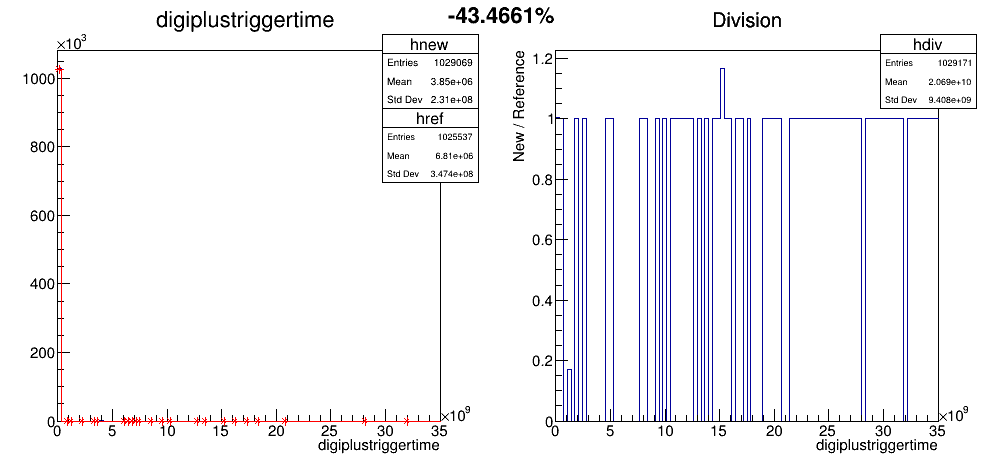 digiplustriggertime
-43.4661%
Division
×10³
hnew
Entries 1029069
Mean 3.85e+06
Std Dev 2.31e+08
href
Entries 1025537
Mean 6.81e+06
Std Dev 3.474e+08
1000
800
600
400
200
0
0 5 10 15 20 25 30 35
×10⁹
digiplustriggertime
hdiv
Entries 1029171
Mean 2.069e+10
Std Dev 9.408e+09
New / Reference
1.2
1
0.8
0.6
0.4
0.2
0
0 5 10 15 20 25 30 35
×10⁹
digiplustriggertime